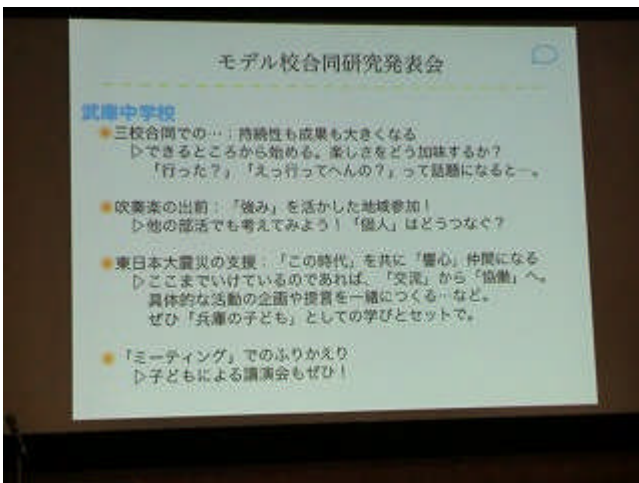 モデル校合同研究発表会
武庫中学校
三校合同での…：持続性も成果も大きくなる
▷できるところから始める。楽しさをどう加味するか？
「行った？」「えっ行ってへんの？」って話題になると…。
吹奏楽の出前：「強み」を活かした地域参加！
▷他の部活でも考えてみよう！「個人」はどうつなぐ？
東日本大震災の支援：「この時代」を共に「響心」仲間になる
▷ここまでいけているのであれば、「交流」から「協働」へ。
具体的な活動の企画や提言を一緒につくる…など。
ぜひ「兵庫の子ども」としての学びとセットで。
「ミーティング」でのふりかえり
▷子どもによる講演会もぜひ！